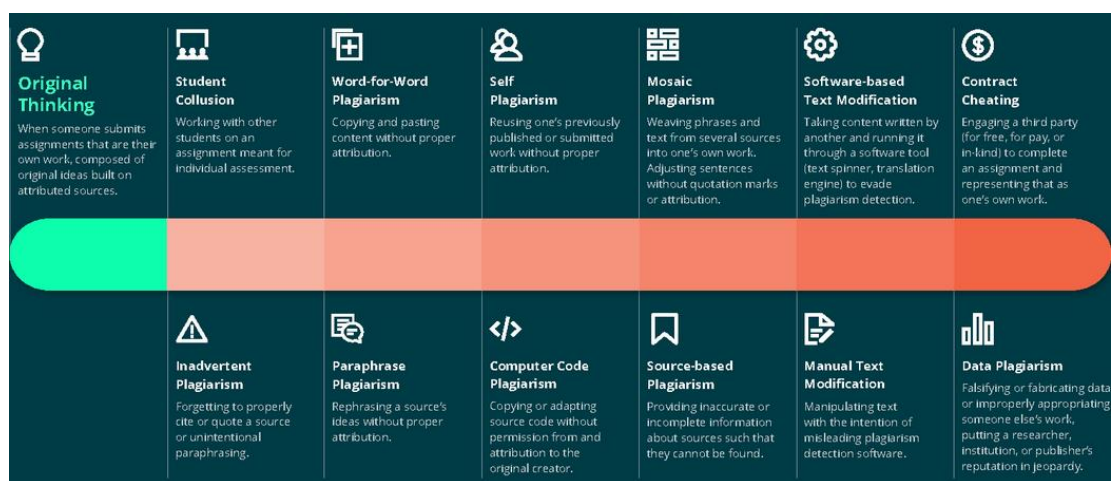 Original
Thinking
When someone submits
assignments that are their
own work, composed of
original ideas built on
attributed sources.
Student
Collusion
Working with other
students on an
assignment meant for
individual assessment.
Word-for-Word
Plagiarism
Copying and pasting
content without proper
attribution.
Self
Plagiarism
Reusing one's previously
published or submitted
work without proper
attribution.
Mosaic
Plagiarism
Weaving phrases and
text from several sources
into one's own work.
Adjusting sentences
without quotation marks
or attribution.
Software-based
Text Modification
Taking content written by
another and running it
through a software tool
(text spinner, translation
engine) to evade
plagiarism detection.
Contract
Cheating
Engaging a third party
(for free, for pay, or
in-kind) to complete
an assignment and
representing that as
one's own work.
Inadvertent
Plagiarism
Forgetting to properly
cite or quote a source
or unintentional
paraphrasing.
Paraphrase
Plagiarism
Rephrasing a source's
ideas without proper
attribution.
Computer Code
Plagiarism
Copying or adapting
source code without
permission from and
attribution to the
original creator.
Source-based
Plagiarism
Providing inaccurate or
incomplete information
about sources such that
they cannot be found.
Manual Text
Modification
Manipulating text
with the intention of
misleading plagiarism
detection software.
Data Plagiarism
Falsifying or fabricating data
or improperly appropriating
someone else's work,
putting a researcher,
institution, or publisher's
reputation in jeopardy.